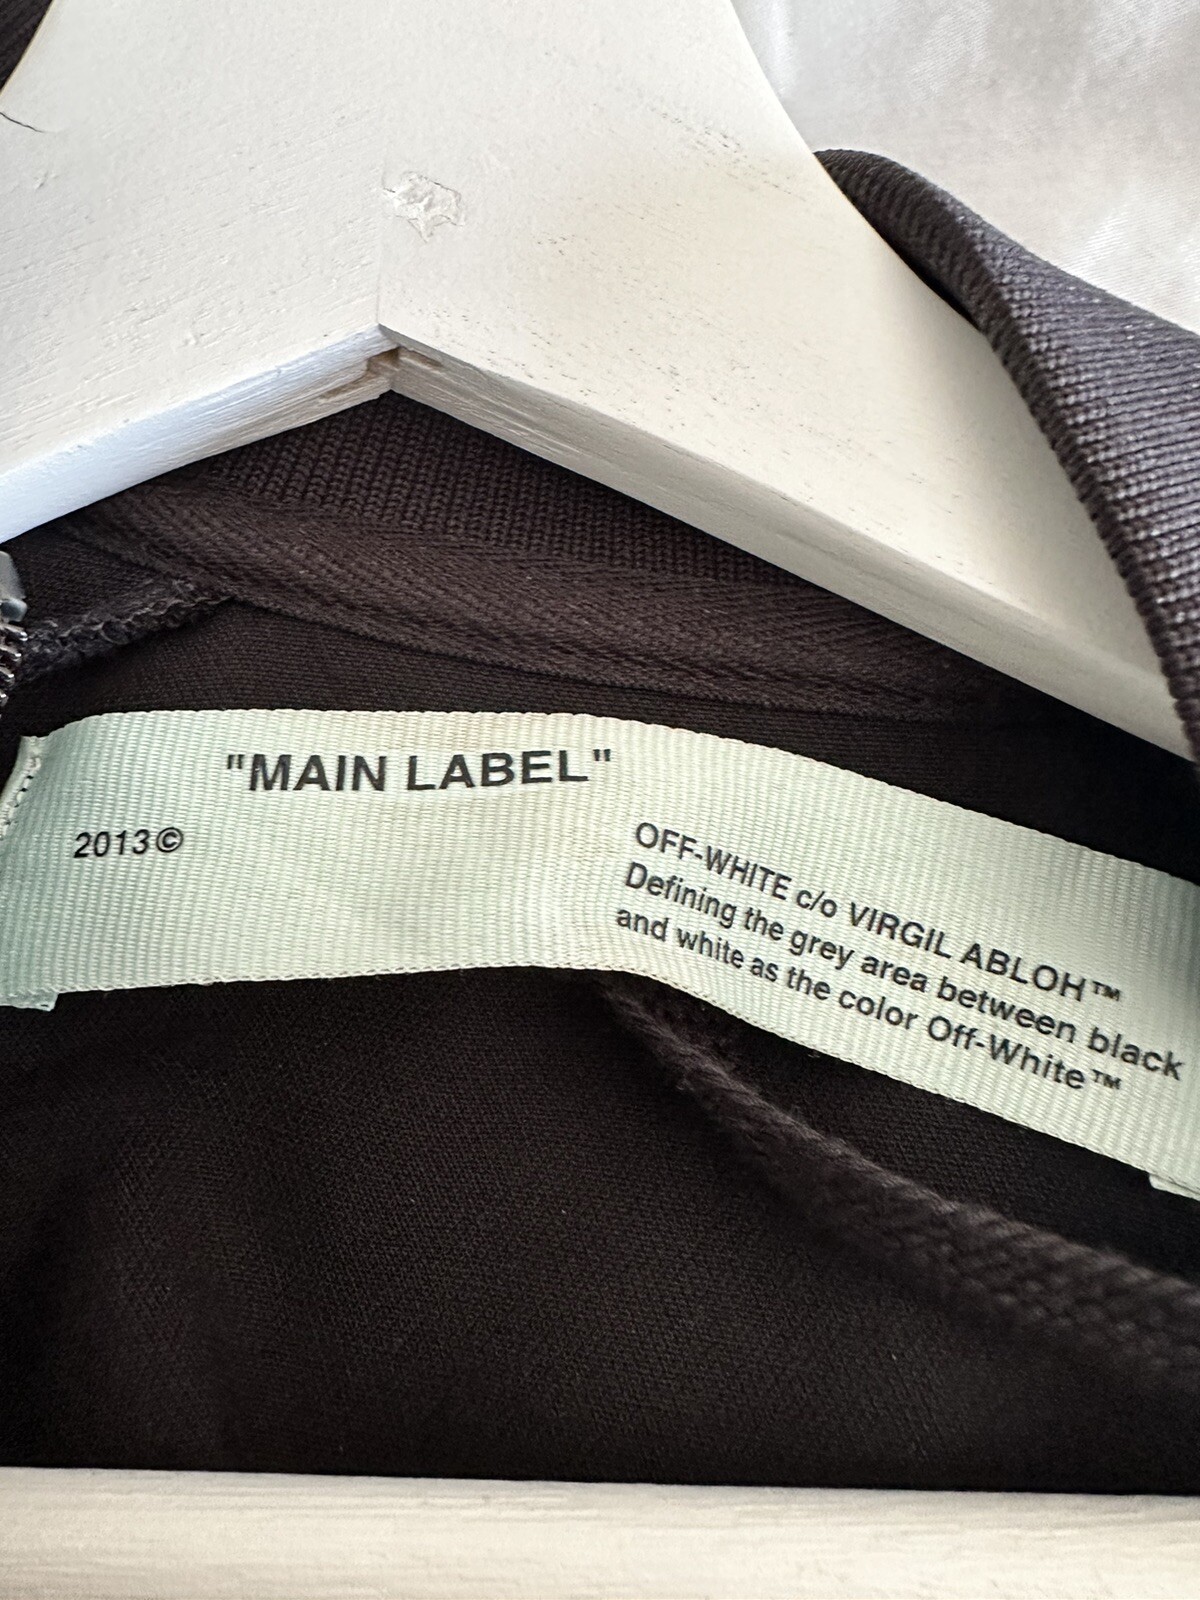 "MAIN LABEL"
2013©
OFF-WHITE c/o VIRGIL ABLOH™
Defining the grey area between black
and white as the color Off-White™